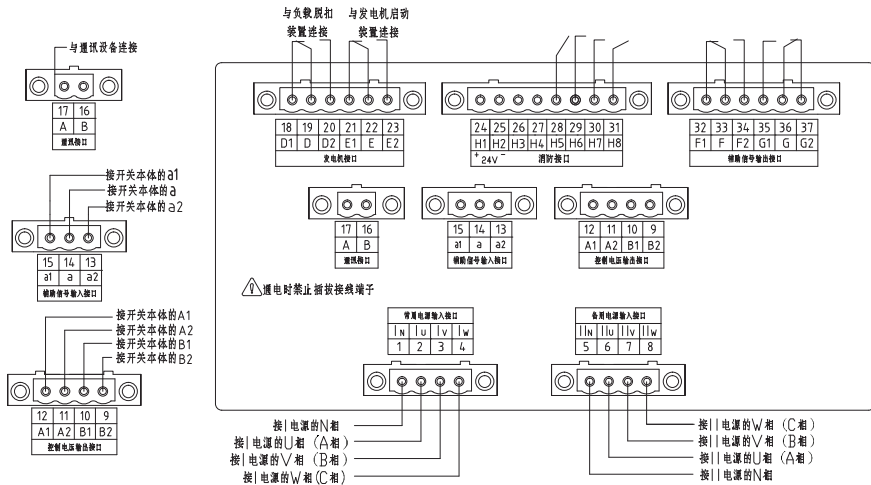 与通讯设备连接
17 16
A B
通讯接口
接开关本体的a1
接开关本体的a
接开关本体的a2
15 14 13
a1 a a2
辅助信号输入接口
接开关本体的A1
接开关本体的A2
接开关本体的B1
接开关本体的B2
12 11 10 9
A1 A2 B1 B2
控制电压输出接口
与负载脱扣
装置连接
与发电机启动
装置连接
18 19 20 21 22 23
D1 D D2 E1 E E2
发电机接口
24 25 26 27 28 29 30 31
H1 H2 H3 H4 H5 H6 H7 H8
+ 24V - 消防接口
32 33 34 35 36 37
F1 F F2 G1 G G2
辅助信号输出接口
17 16
A B
通讯接口
15 14 13
a1 a a2
辅助信号输入接口
12 11 10 9
A1 A2 B1 B2
控制电压输出接口
! 通电时禁止插拔接线端子
常用电源输入接口
IN IU IV IW
1 2 3 4
备用电源输入接口
IIN IIU IIV IIW
5 6 7 8
接I电源的N相
接I电源的U相（A相）
接I电源的V相（B相）
接I电源的W相(C相)
接II电源的W相（C相）
接II电源的V相（B相）
接II电源的U相（A相）
接II电源的N相